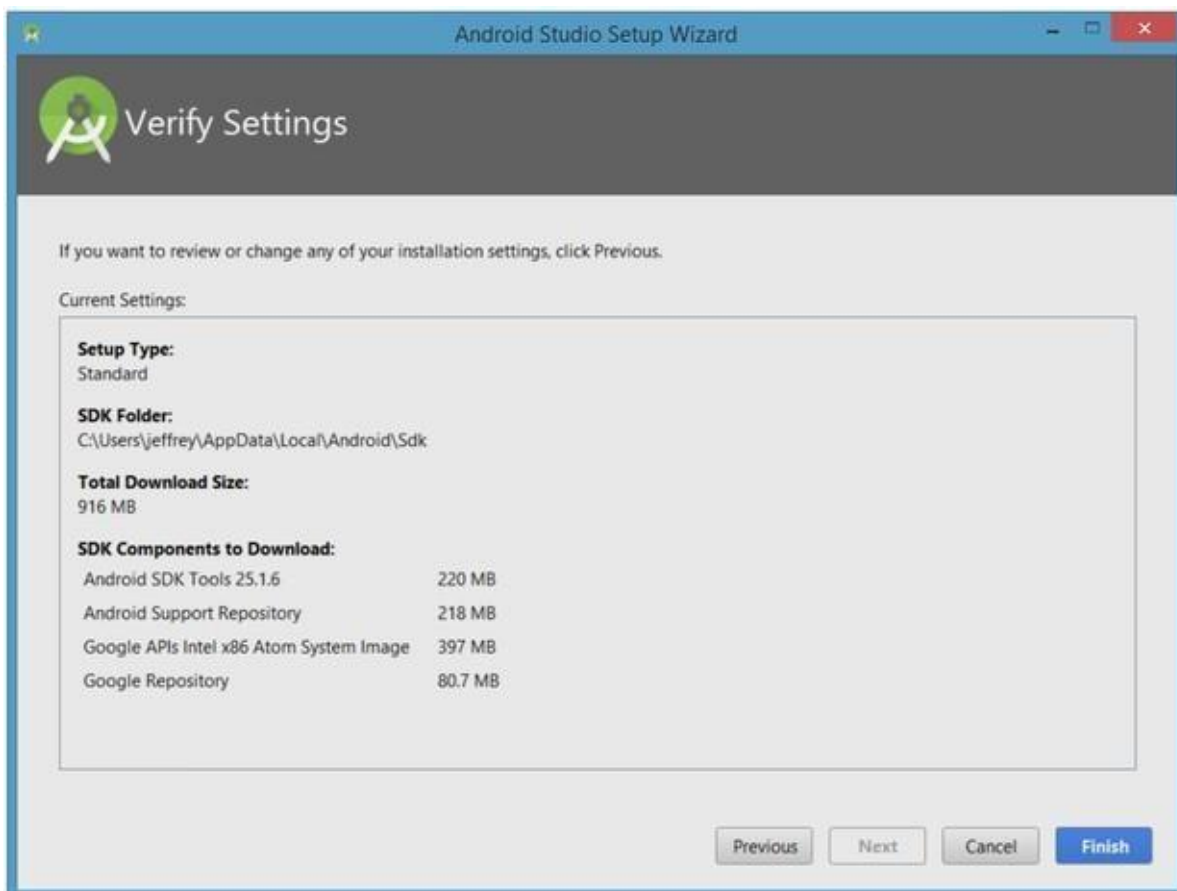 Android Studio Setup Wizard
Verify Settings
If you want to review or change any of your installation settings, click Previous.
Current Settings:
Setup Type:
Standard
SDK Folder:
C:\Users\jeffrey\AppData\Local\Android\Sdk
Total Download Size:
916 MB
SDK Components to Download:
Android SDK Tools 25.1.6 220 MB
Android Support Repository 218 MB
Google APIs Intel x86 Atom System Image 397 MB
Google Repository 80.7 MB
Previous Next Cancel Finish